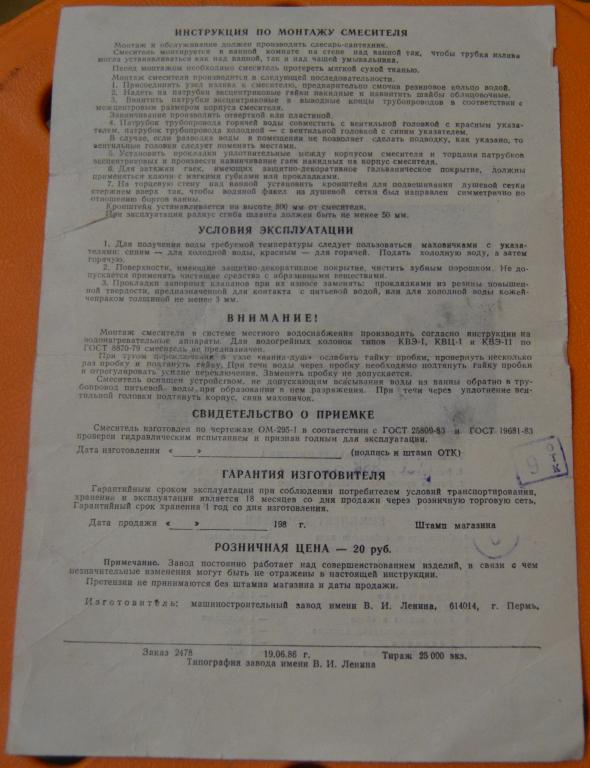 ИНСТРУКЦИЯ ПО МОНТАЖУ СМЕСИТЕЛЯ
Монтаж и обслуживание должен производить слесарь-сантехник.
Смеситель монтируется в ванной комнате на стене над ванной так, чтобы трубка излива
могла устанавливаться как над ванной, так и над чашей умывальника.
Перед монтажом необходимо смеситель протереть мягкой сухой тканью.
Монтаж смесителя производится в следующей последовательности.
1. Присоединить узел излива к смесителю, предварительно смочив резиновое кольцо водой.
2. Надеть на патрубки эксцентриковые гайки накидные и навинтить шайбы облицовочные.
3. Ввинтить патрубки эксцентриковые в выводные концы трубопроводов в соответствии с
межцентровым размером корпуса смесителя.
Заканчивание производить отверткой или пластиной.
4. Патрубок трубопровода горячей воды совместить с вентильной головкой с красным указа-
телем, патрубок трубопровода холодной — с вентильной головкой с синим указателем.
В случае, если разводка воды в помещении не позволяет сделать подводку, как указано, то
вентильные головки следует поменять местами.
5. Установить прокладки уплотнительные между корпусом смесителя и торцами патрубков
эксцентриковых и произвести навинчивание гаек накидных на корпус смесителя.
6. Для затяжки гаек, имеющих защитно-декоративное гальваническое покрытие, должны
применяться ключи с мягкими губками или прокладками.
7. На торцевую стену над ванной установить кронштейн для подвешивания душевой сетки
стержнем вверх так, чтобы водяной факел из душевой сетки был направлен симметрично по
отношению бортов ванны.
Кронштейн устанавливается на высоте 800 мм от смесителя.
При эксплуатации радиус сгиба шланга должен быть не менее 50 мм.
УСЛОВИЯ ЭКСПЛУАТАЦИИ
1. Для получения воды требуемой температуры следует пользоваться маховичками с указа-
телями: синим — для холодной воды, красным — для горячей. Подать холодную воду, а затем
горячую.
2. Поверхности, имеющие защитно-декоративное покрытие, чистить зубным порошком. Не до-
пускается применять чистящие средства с абразивными веществами.
3. Прокладки запорных клапанов при их износе заменять: прокладками из резины повышен-
ной твердости, предназначенной для контакта с питьевой водой, или для холодной воды кожей-
чепраком толщиной не менее 3 мм.
ВНИМАНИЕ!
Монтаж смесителя в системе местного водоснабжения производить согласно инструкции на
водонагревательные аппараты. Для водогрейных колонок типов КВЭ-I, КВЦ-I и КВЭ-II по
ГОСТ 8870-79 смеситель не предназначен.
При тугом переключении в узле «ванна-душ» ослабить гайку пробки, провернуть несколько
раз пробку и подтянуть гайку. При течи воды через пробку необходимо подтянуть гайку пробки
и отрегулировать усилие переключения. Заменять пробку не допускается.
Смеситель оснащен устройством, не допускающим всасывания воды из ванны обратно в тру-
бопровод питьевой воды при образовании в нем разряжения. При течи через уплотнение вен-
тильной головки подтянуть корпус, сняв маховичок.
СВИДЕТЕЛЬСТВО О ПРИЕМКЕ
Смеситель изготовлен по чертежам ОМ-295-I в соответствии с ГОСТ 25809-83 и ГОСТ 19681-83
проверен гидравлическим испытанием и признан годным для эксплуатации.
Дата изготовления « » (подпись и штамп ОТК)
9 ОТК
ГАРАНТИЯ ИЗГОТОВИТЕЛЯ
Гарантийным сроком эксплуатации при соблюдении потребителем условий транспортирования,
хранения и эксплуатации является 18 месяцев со дня продажи через розничную торговую сеть.
Гарантийный срок хранения 1 год со дня изготовления.
Дата продажи « » 198 г. Штамп магазина
РОЗНИЧНАЯ ЦЕНА — 20 руб.
Примечание. Завод постоянно работает над совершенствованием изделий, в связи с чем
незначительные изменения могут быть не отражены в настоящей инструкции.
Претензии не принимаются без штампа магазина и даты продажи.
Изготовитель: машиностроительный завод имени В. И. Ленина, 614014, г. Пермь,
Заказ 2478 19.06.86 г. Тираж 25 000 экз.
Типография завода имени В. И. Ленина